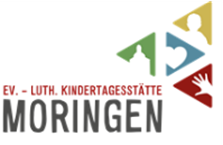 EV. – LUTH. KINDERTAGESSTÄTTE
MORINGEN